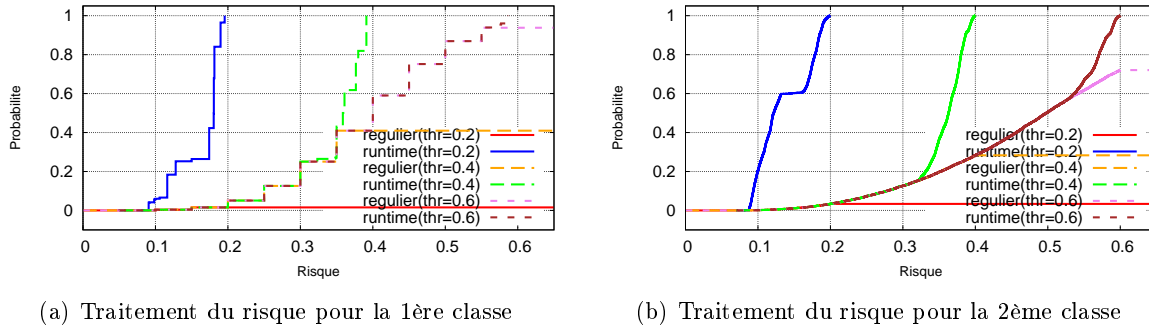 1
0.8
0.6
0.4
0.2
0
Probabilite
regulier(thr=0.2)
runtime(thr=0.2)
regulier(thr=0.4)
runtime(thr=0.4)
regulier(thr=0.6)
runtime(thr=0.6)
0 0.1 0.2 0.3 0.4 0.5 0.6
Risque
(a) Traitement du risque pour la 1ère classe
1
0.8
0.6
0.4
0.2
0
Probabilite
regulier(thr=0.2)
runtime(thr=0.2)
regulier(thr=0.4)
runtime(thr=0.4)
regulier(thr=0.6)
runtime(thr=0.6)
0 0.1 0.2 0.3 0.4 0.5 0.6
Risque
(b) Traitement du risque pour la 2ème classe